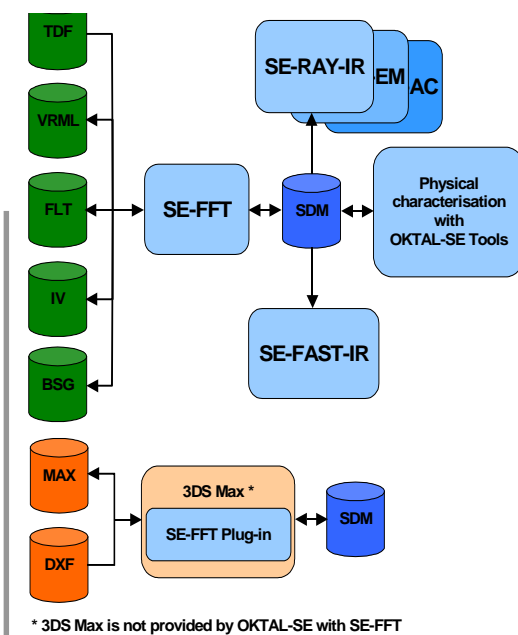 TDF
SE-RAY-IR
-EM
-AC
VRML
FLT
SE-FFT
SDM
Physical
characterisation
with
OKTAL-SE Tools
IV
SE-FAST-IR
BSG
MAX
3DS Max *
SE-FFT Plug-in
SDM
DXF
* 3DS Max is not provided by OKTAL-SE with SE-FFT